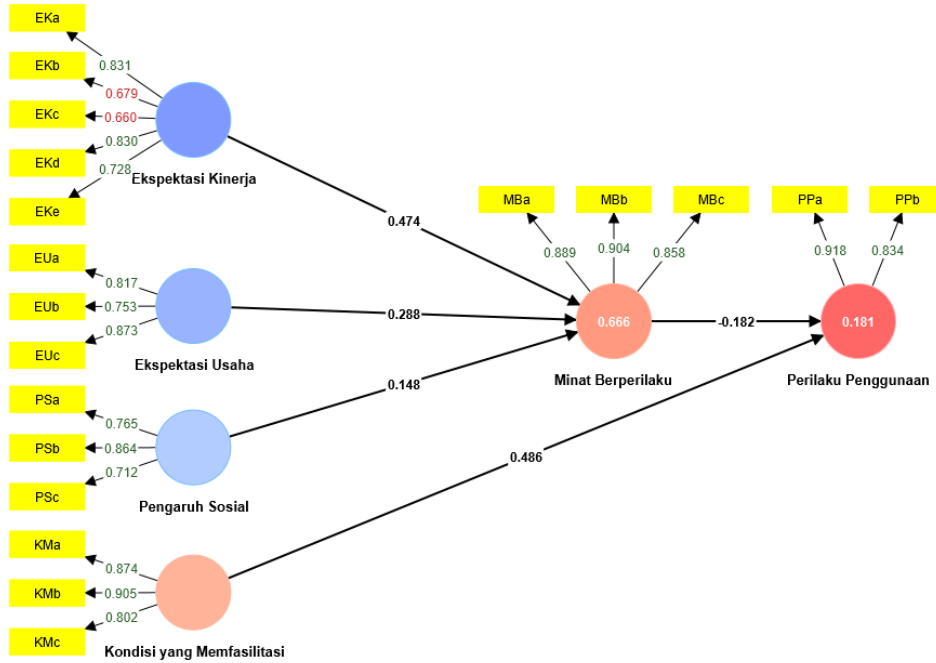 EKa
0.831
EKb
0.679
EKc
0.660
EKd
0.830
EKe
0.728
Ekspektasi Kinerja
0.474
EUa
0.817
EUb
0.753
EUc
0.873
Ekspektasi Usaha
0.288
PSa
0.765
PSb
0.864
PSc
0.712
Pengaruh Sosial
0.148
KMa
0.874
KMb
0.905
KMc
0.802
Kondisi yang Memfasilitasi
0.486
MBa
MBb
MBc
0.889
0.904
0.858
0.666
Minat Berperilaku
-0.182
PPa
PPb
0.918
0.834
0.181
Perilaku Penggunaan